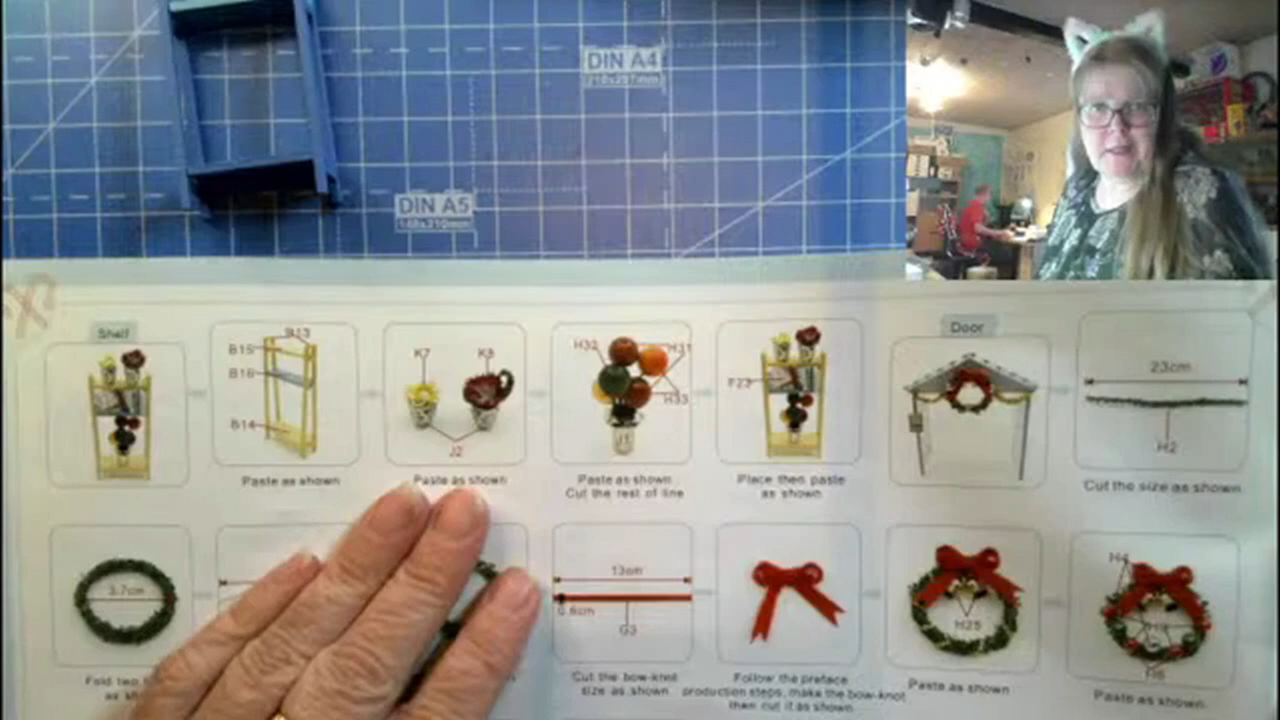 DIN A4
210x297mm
DIN A5
148x210mm
Shelf
B13
B15
B16
B14
K7
K8
J2
H32
H31
H33
J1
F23
Door
23cm
H2
Paste as shown
Paste as shown
Paste as shown
Cut the rest of line
Place then paste
as shown
Cut the size as shown
3.7cm
13cm
0.6cm
G3
H25
H4
Cut the bow-knot
size as shown
Follow the preface
production steps, make the bow-knot
then cut it as shown
Paste as shown
Paste as shown